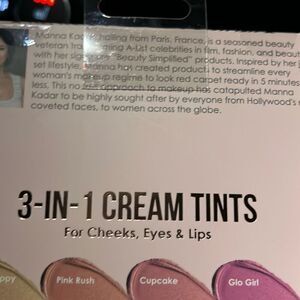 Manna Kadar, hailing from Paris, France, is a seasoned beauty
veteran transforming A-List celebrities in film, fashion, and beauty
with her signature "Beauty Simplified" products. Inspired by her
set lifestyle, Manna has created products to streamline every
woman's makeup regime to look red carpet ready in 5 minutes
less. This no fuss approach to makeup has catapulted Manna
Kadar to be highly sought after by everyone from Hollywood's
coveted faces, to women across the globe.
3-IN-1 CREAM TINTS
For Cheeks, Eyes & Lips
ppy
Pink Rush
Cupcake
Glo Girl